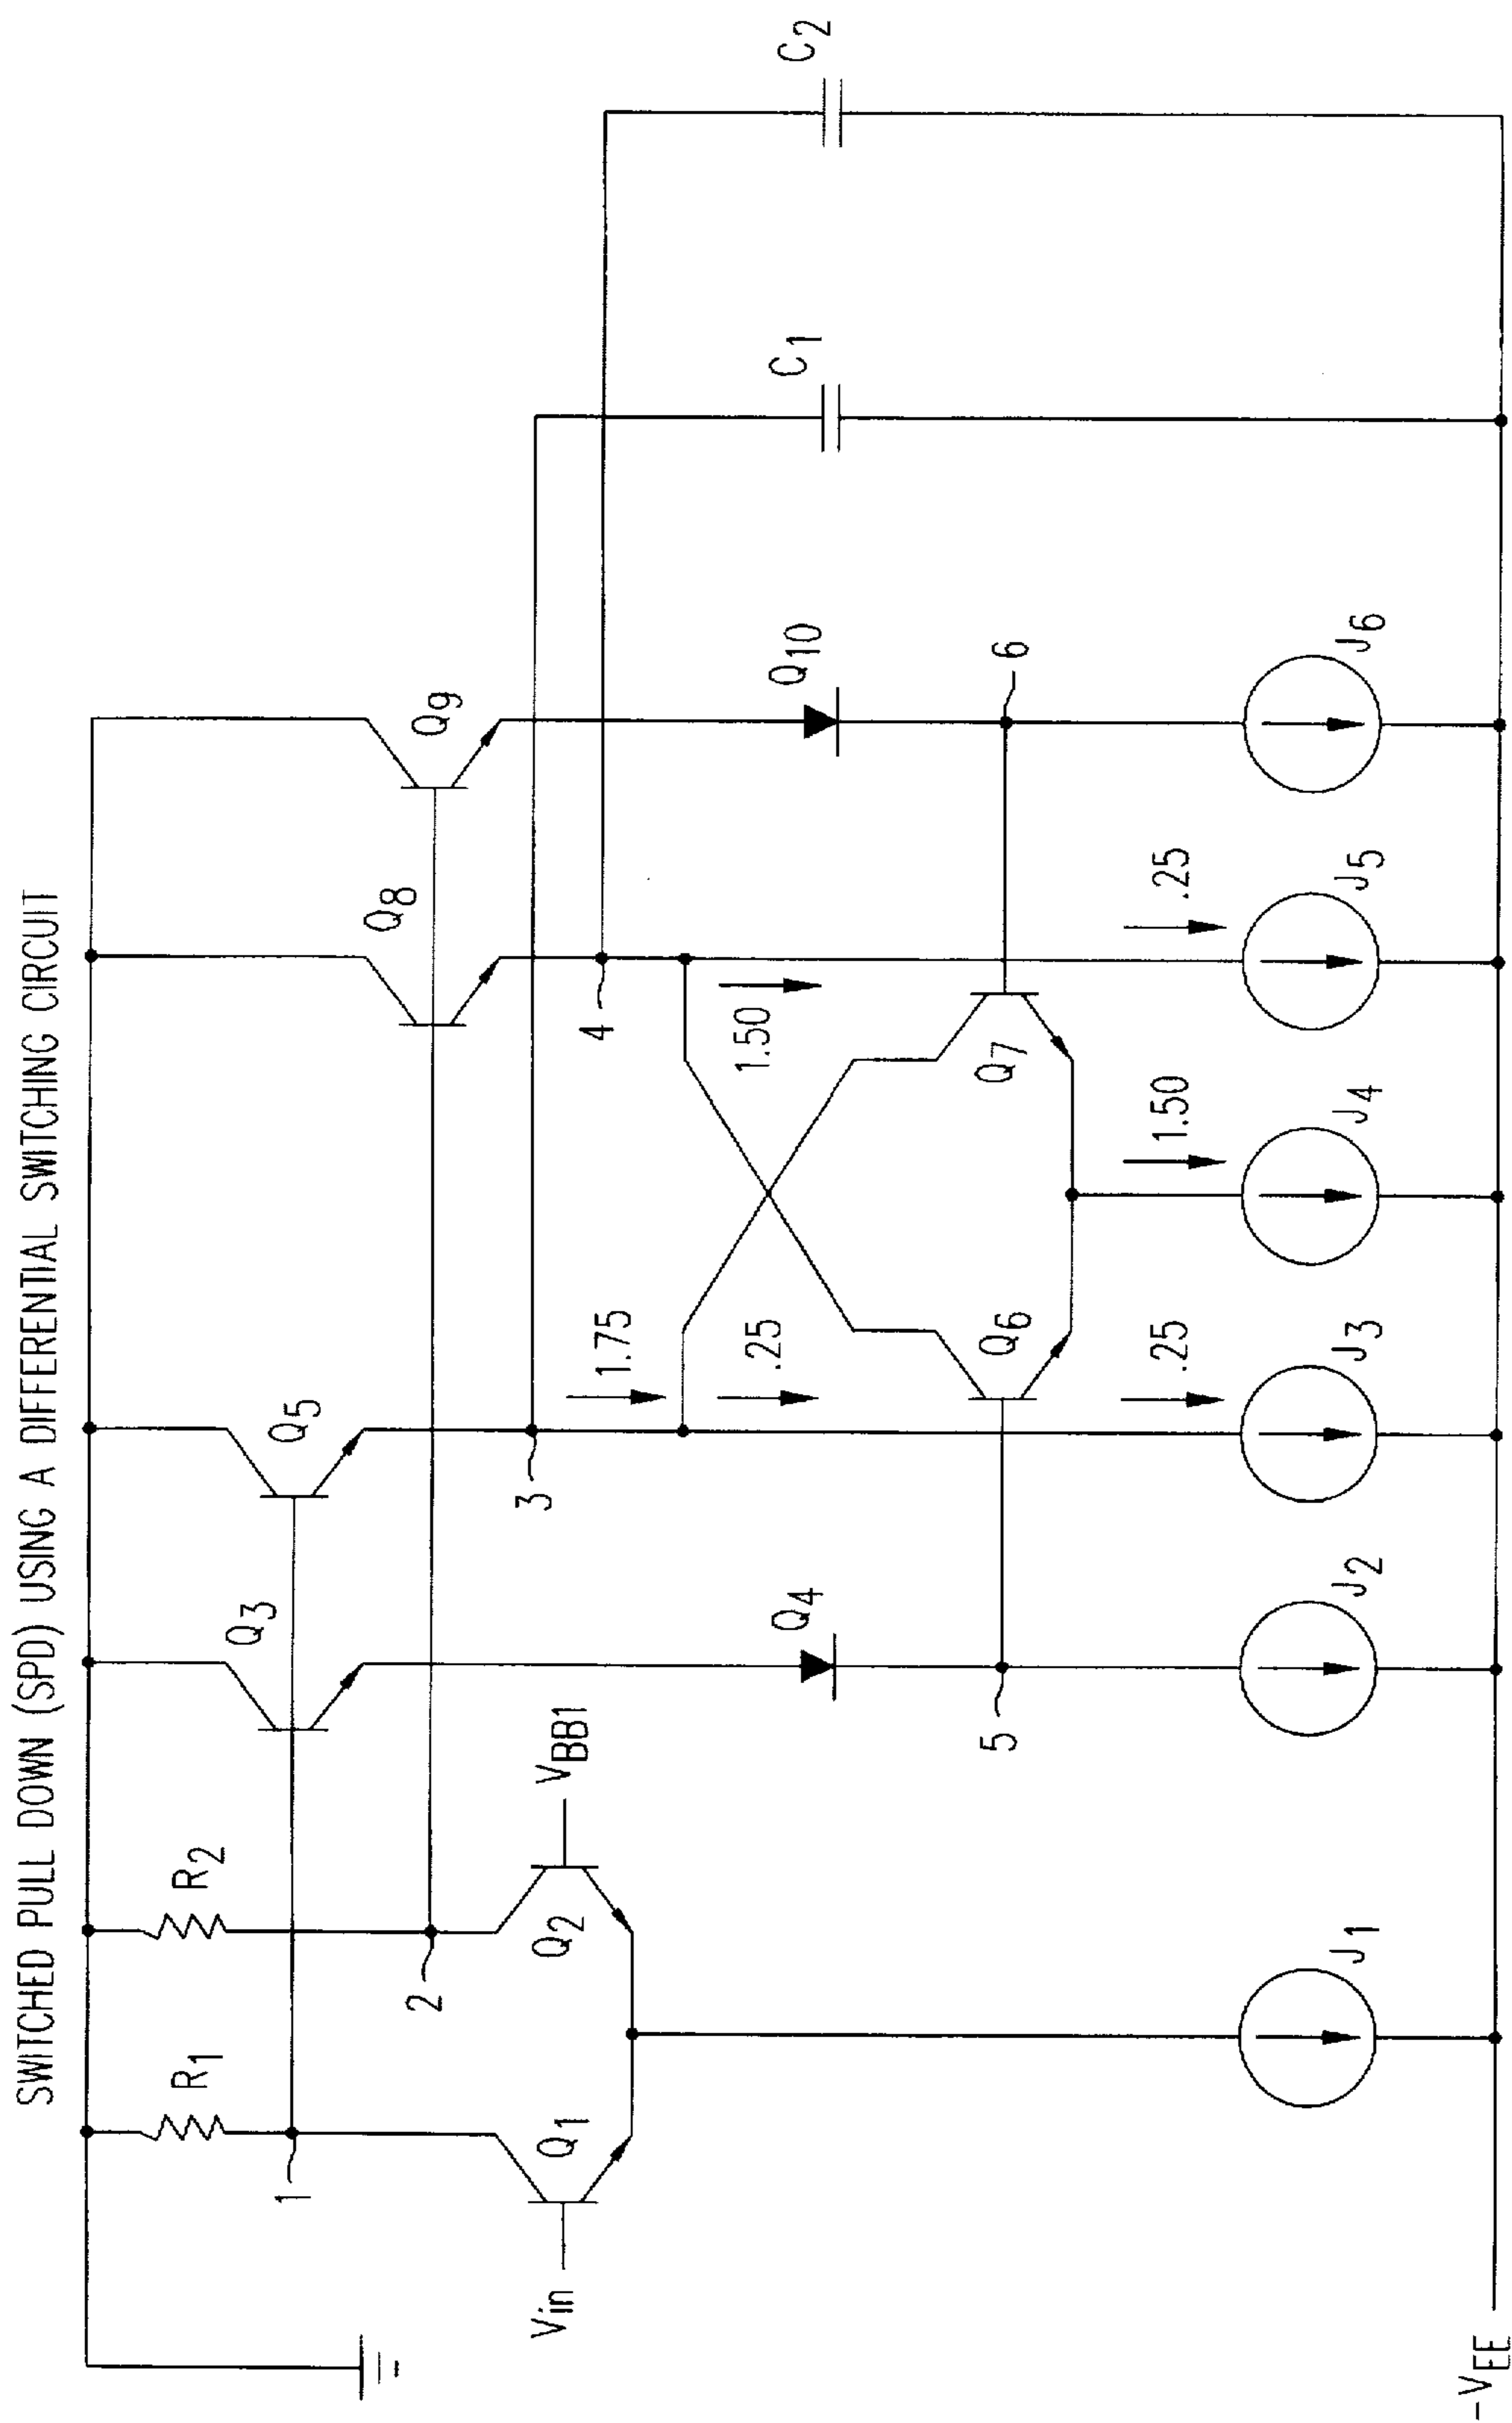 SWITCHED PULL DOWN (SPD) USING A DIFFERENTIAL SWITCHING CIRCUIT
R1
R2
1
2
Q3
Q5
Q8
Q9
Vin
Q1
Q2
VBB1
3
4
C1
C2
1.75
.25
1.50
Q4
Q10
Q6
Q7
5
6
.25
1.50
.25
J1
J2
J3
J4
J5
J6
-VEE